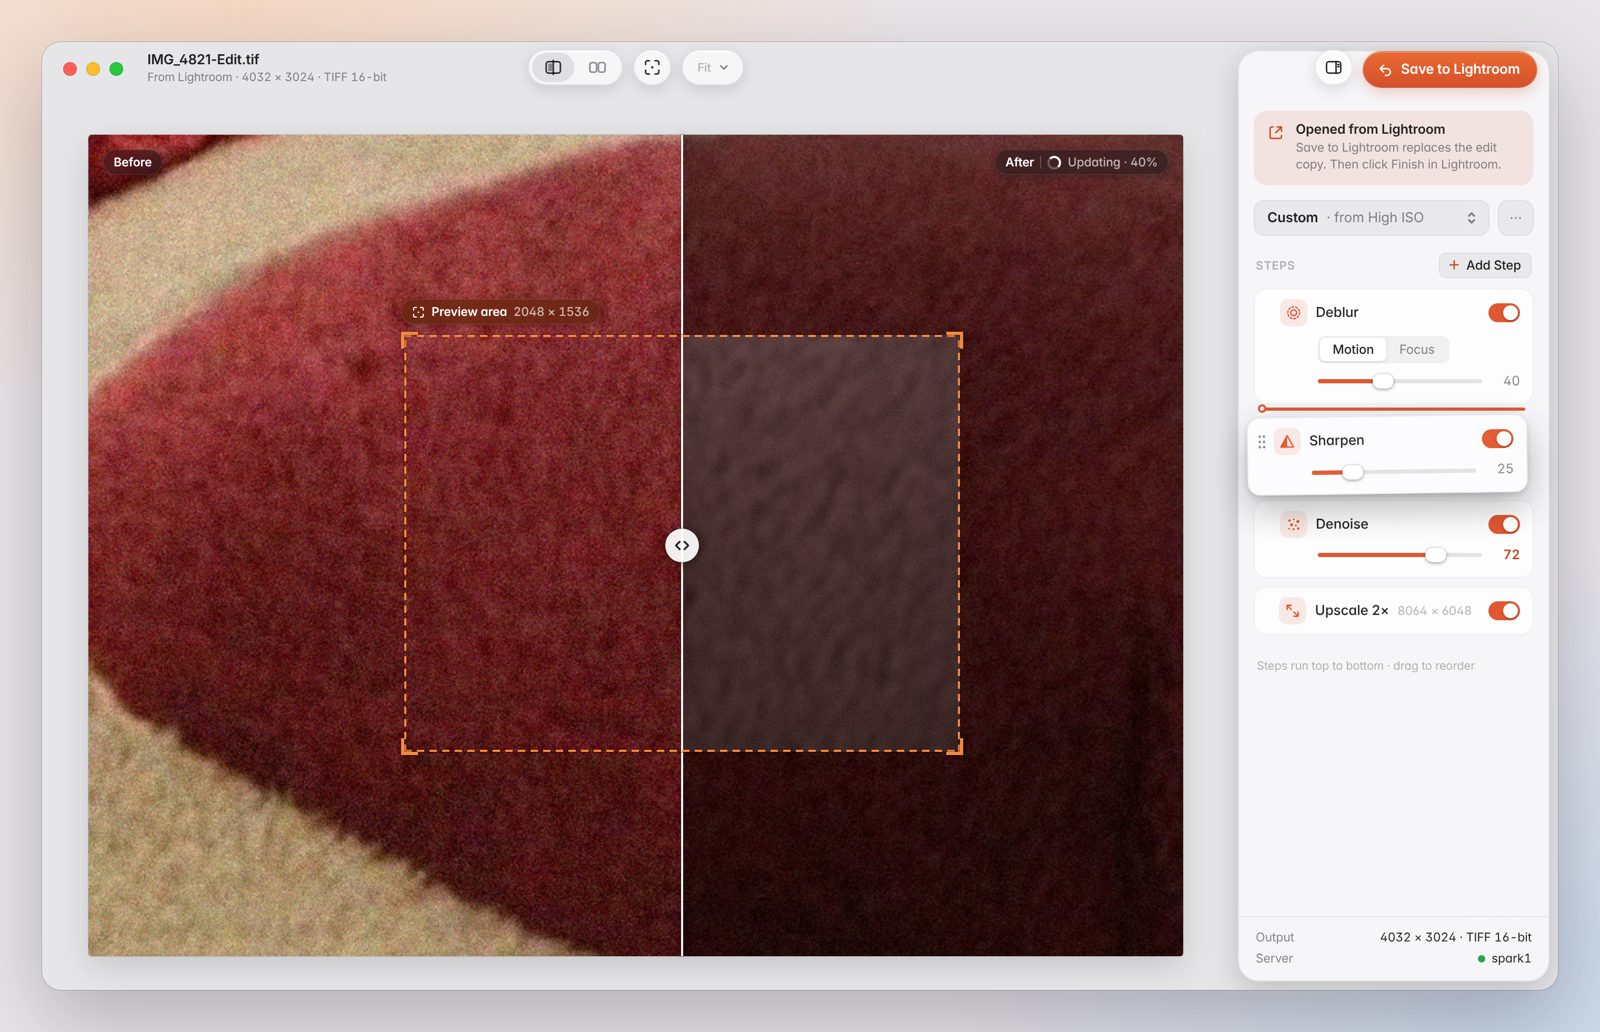 IMG_4821-Edit.tif
From Lightroom · 4032 × 3024 · TIFF 16-bit
Fit
Save to Lightroom
Before
After
Updating · 40%
Preview area 2048 × 1536
Opened from Lightroom
Save to Lightroom replaces the edit
copy. Then click Finish in Lightroom.
Custom · from High ISO
STEPS
Add Step
Deblur
Motion
Focus
40
Sharpen
25
Denoise
72
Upscale 2× 8064 × 6048
Steps run top to bottom · drag to reorder
Output 4032 × 3024 · TIFF 16-bit
Server spark1